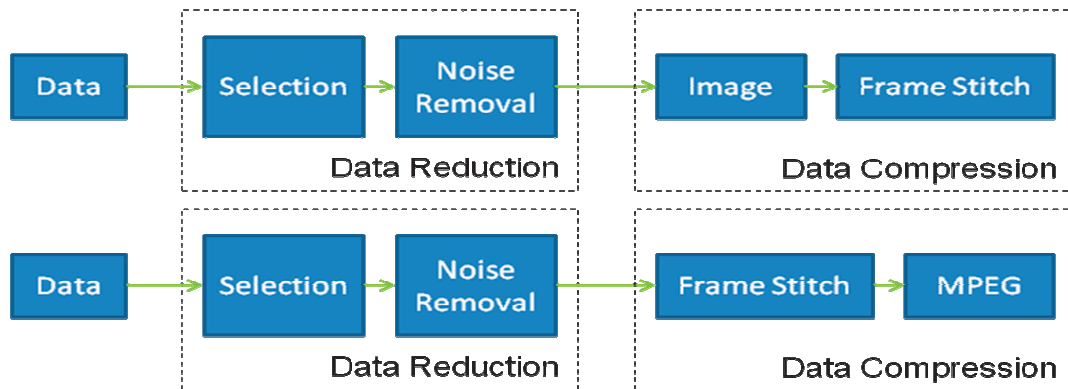 Data
Selection
Noise
Removal
Image
Frame Stitch
Data Reduction
Data Compression
Data
Selection
Noise
Removal
Frame Stitch
MPEG
Data Reduction
Data Compression